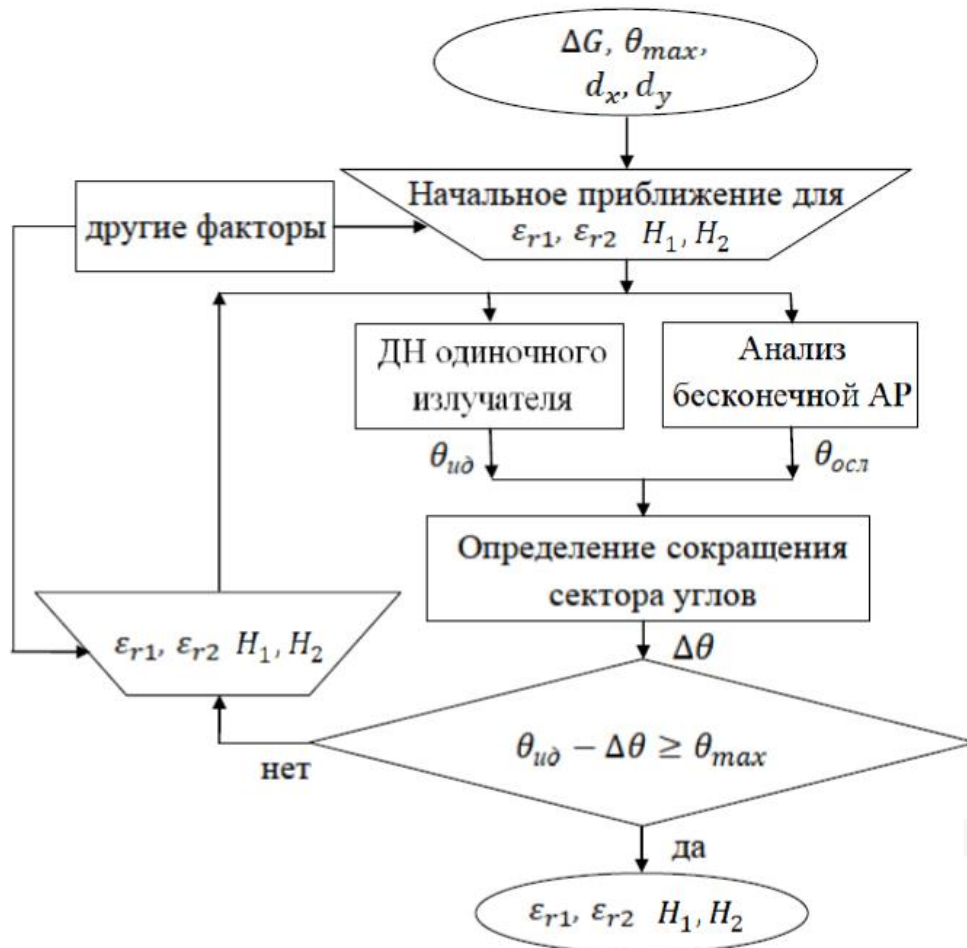 ΔG, θ_max,
d_x, d_y
Начальное приближение для
ε_r1, ε_r2 H_1, H_2
другие факторы
ДН одиночного
излучателя
Анализ
бесконечной АР
θ_ид
θ_осл
Определение сокращения
сектора углов
Δθ
ε_r1, ε_r2 H_1, H_2
θ_ид − Δθ ≥ θ_max
нет
да
ε_r1, ε_r2 H_1, H_2